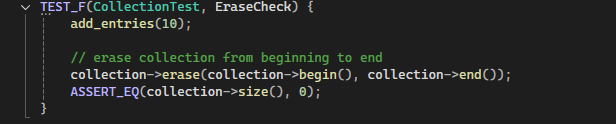 TEST_F(CollectionTest, EraseCheck) {
    add_entries(10);

    // erase collection from beginning to end
    collection->erase(collection->begin(), collection->end());
    ASSERT_EQ(collection->size(), 0);
}